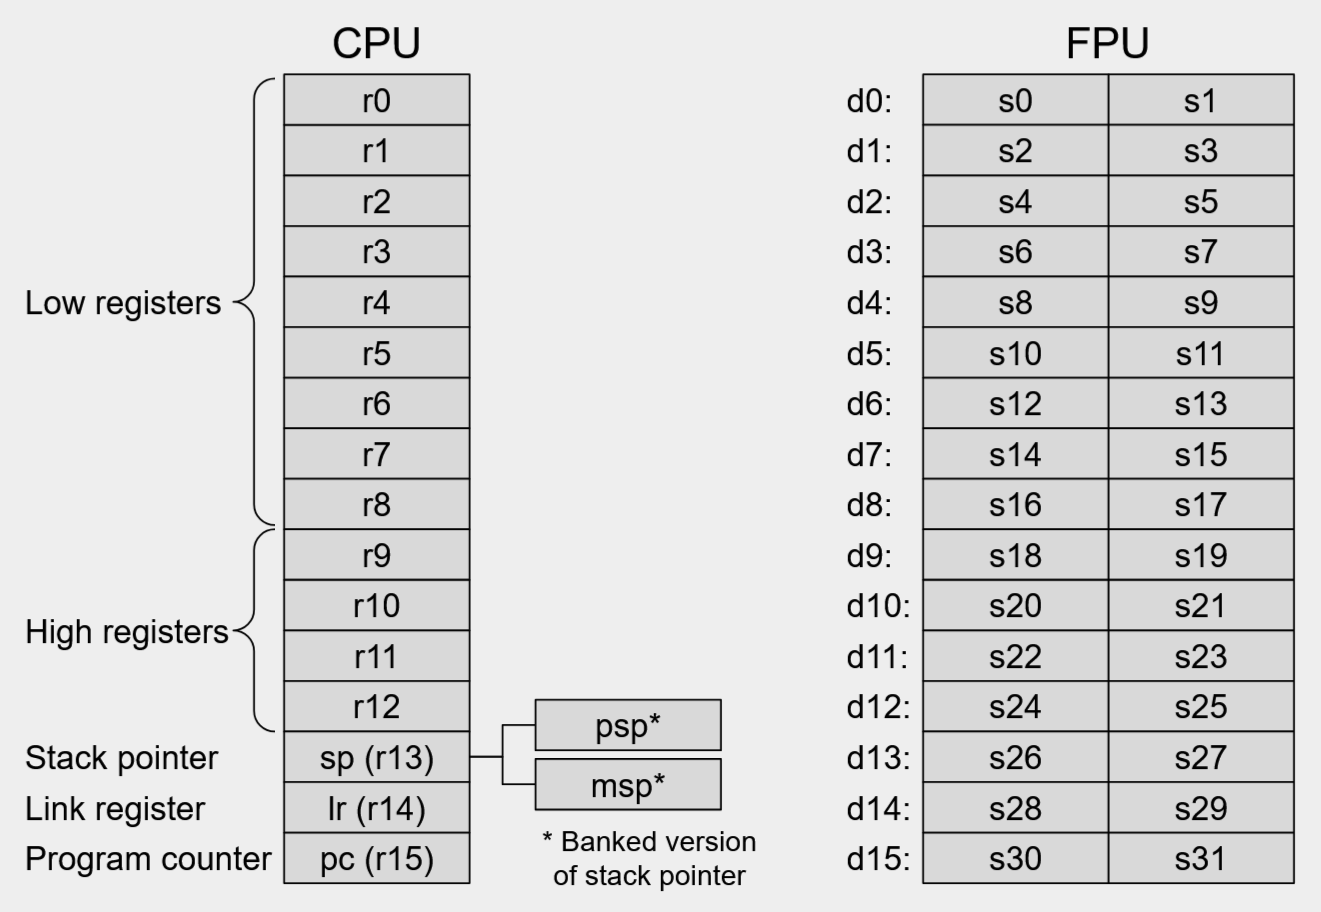 CPU
FPU
r0
r1
r2
r3
r4
r5
r6
r7
r8
r9
r10
r11
r12
sp (r13)
lr (r14)
pc (r15)
Low registers
High registers
Stack pointer
Link register
Program counter
psp*
msp*
* Banked version
of stack pointer
d0: s0 s1
d1: s2 s3
d2: s4 s5
d3: s6 s7
d4: s8 s9
d5: s10 s11
d6: s12 s13
d7: s14 s15
d8: s16 s17
d9: s18 s19
d10: s20 s21
d11: s22 s23
d12: s24 s25
d13: s26 s27
d14: s28 s29
d15: s30 s31